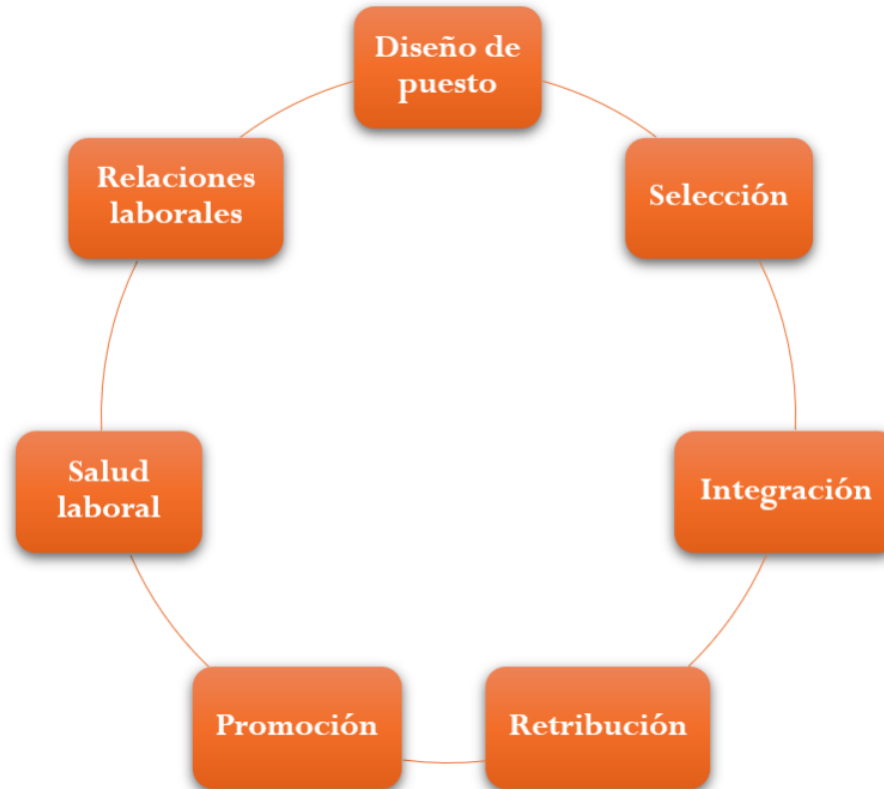 Diseño de
puesto
Selección
Integración
Retribución
Promoción
Salud
laboral
Relaciones
laborales